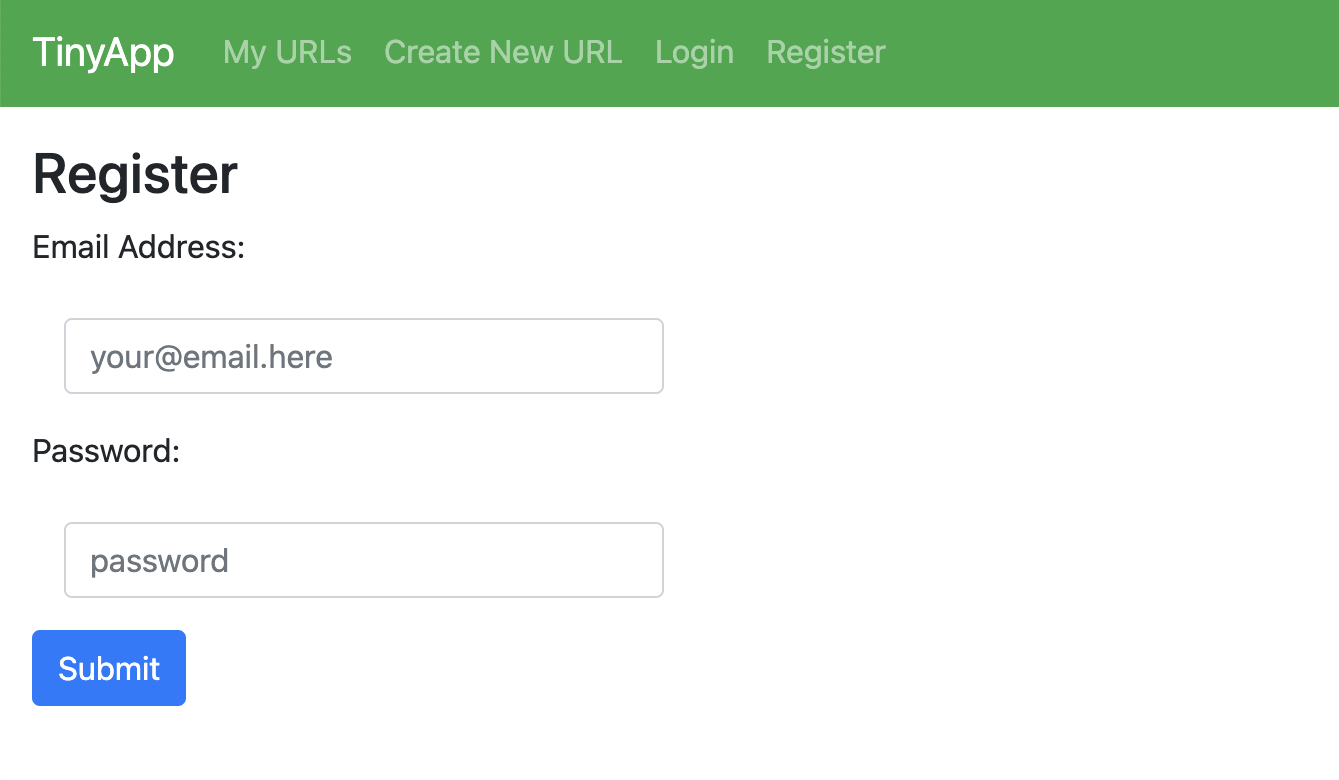 TinyApp My URLs Create New URL Login Register
Register
Email Address:
your@email.here
Password:
password
Submit